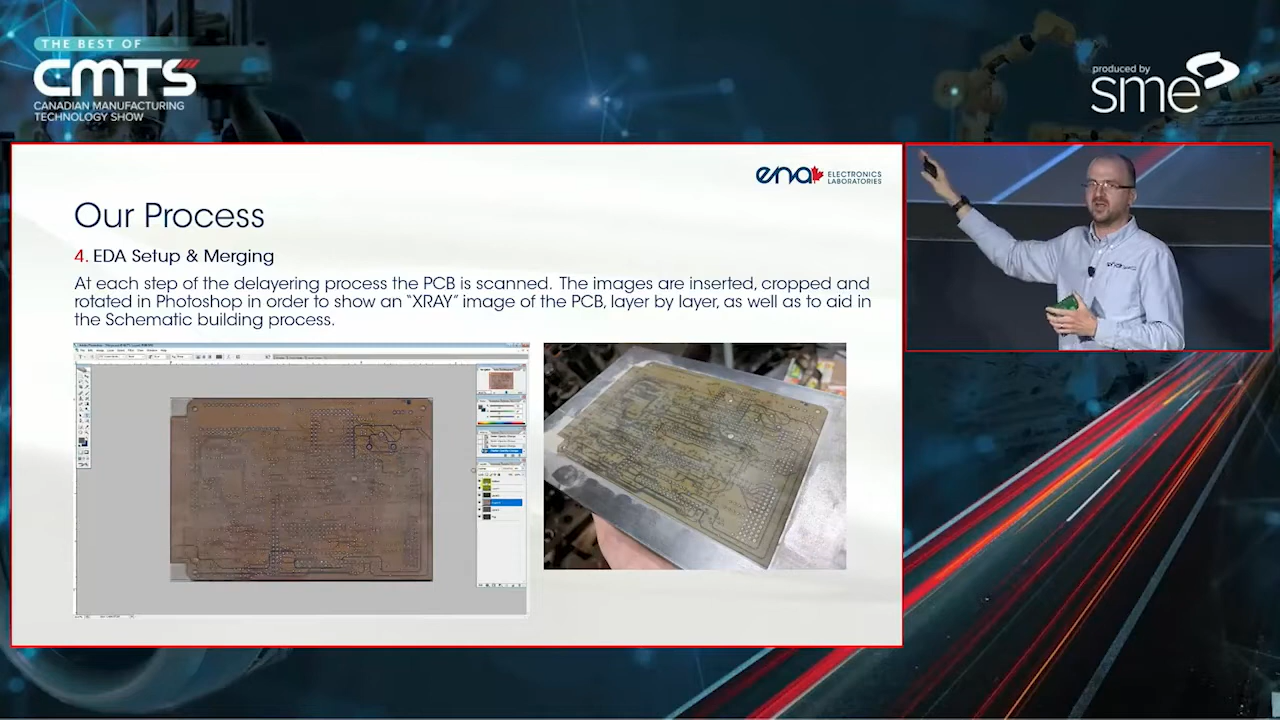 THE BEST OF
CMTS
CANADIAN MANUFACTURING
TECHNOLOGY SHOW
produced by
sme
ena ELECTRONICS
LABORATORIES
Our Process
4. EDA Setup & Merging
At each step of the delayering process the PCB is scanned. The images are inserted, cropped and
rotated in Photoshop in order to show an “XRAY” image of the PCB, layer by layer, as well as to aid in
the Schematic building process.
ena